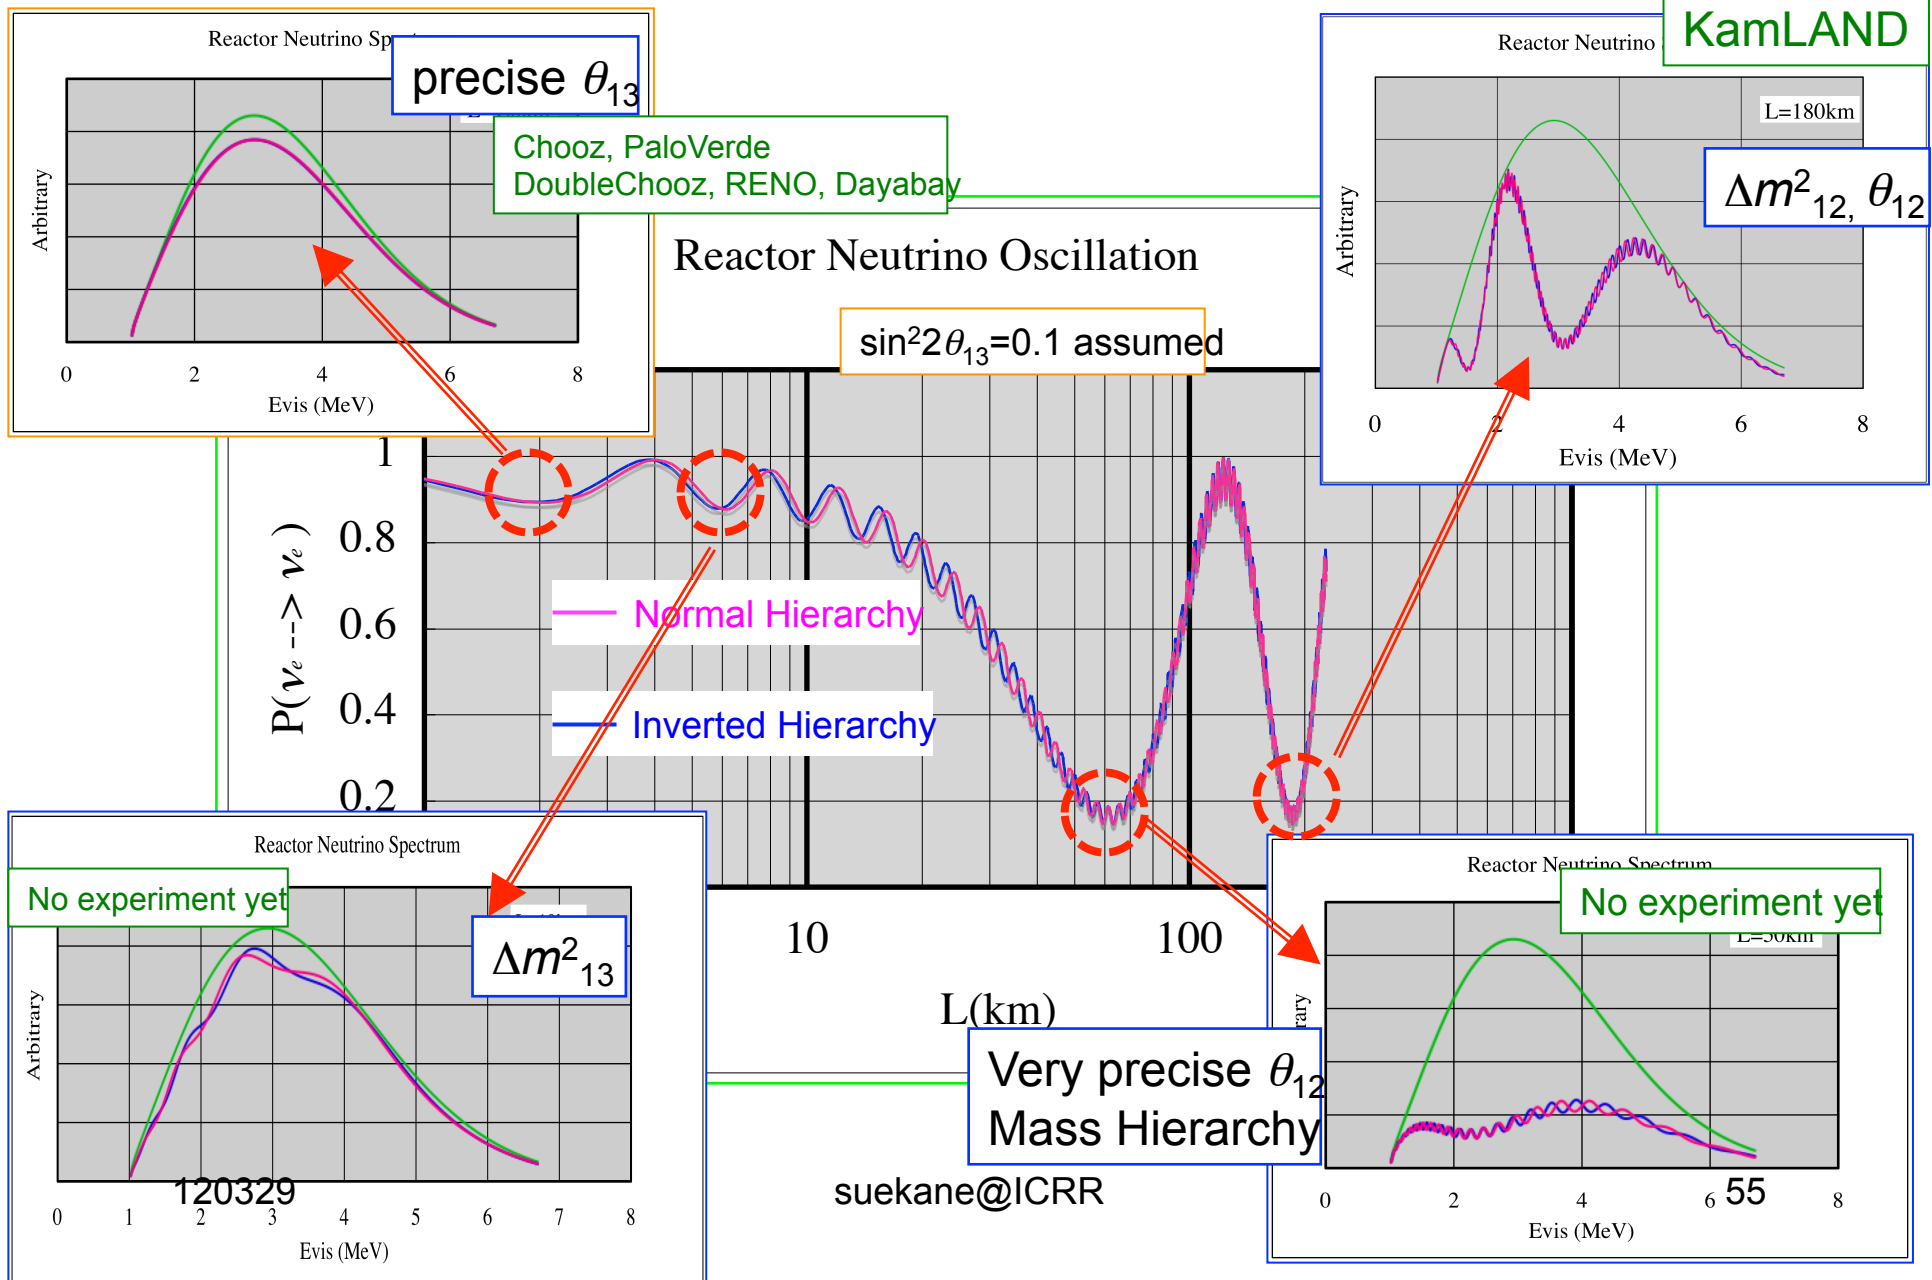 Reactor Neutrino
precise θ13
Chooz, PaloVerde
DoubleChooz, RENO, Dayabay
Arbitrary
0 2 4 6 8
Evis (MeV)
KamLAND
Reactor Neutrino
L=180km
Δm²12, θ12
Arbitrary
0 2 4 6 8
Evis (MeV)
Reactor Neutrino Oscillation
sin²2θ13=0.1 assumed
1
0.8
0.6
0.4
0.2
P(νe --> νe )
Normal Hierarchy
Inverted Hierarchy
10 100
L(km)
Reactor Neutrino Spectrum
No experiment yet
Δm²13
Arbitrary
0 1 2 3 4 5 6 7 8
Evis (MeV)
Reactor Neutrino Spectrum
No experiment yet
L=50km
Very precise θ12
Mass Hierarchy
0 2 4 6 8
Evis (MeV)
120329
suekane@ICRR
55